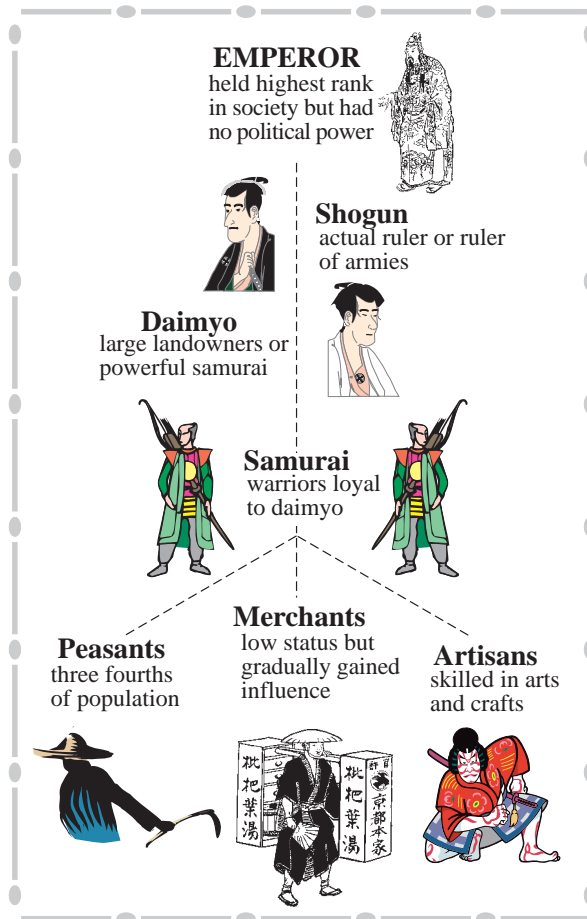 EMPEROR
held highest rank
in society but had
no political power
Shogun
actual ruler or ruler
of armies
Daimyo
large landowners or
powerful samurai
Samurai
warriors loyal
to daimyo
Peasants
three fourths
of population
Merchants
low status but
gradually gained
influence
Artisans
skilled in arts
and crafts
枇杷葉湯
枇杷葉湯
京都本家